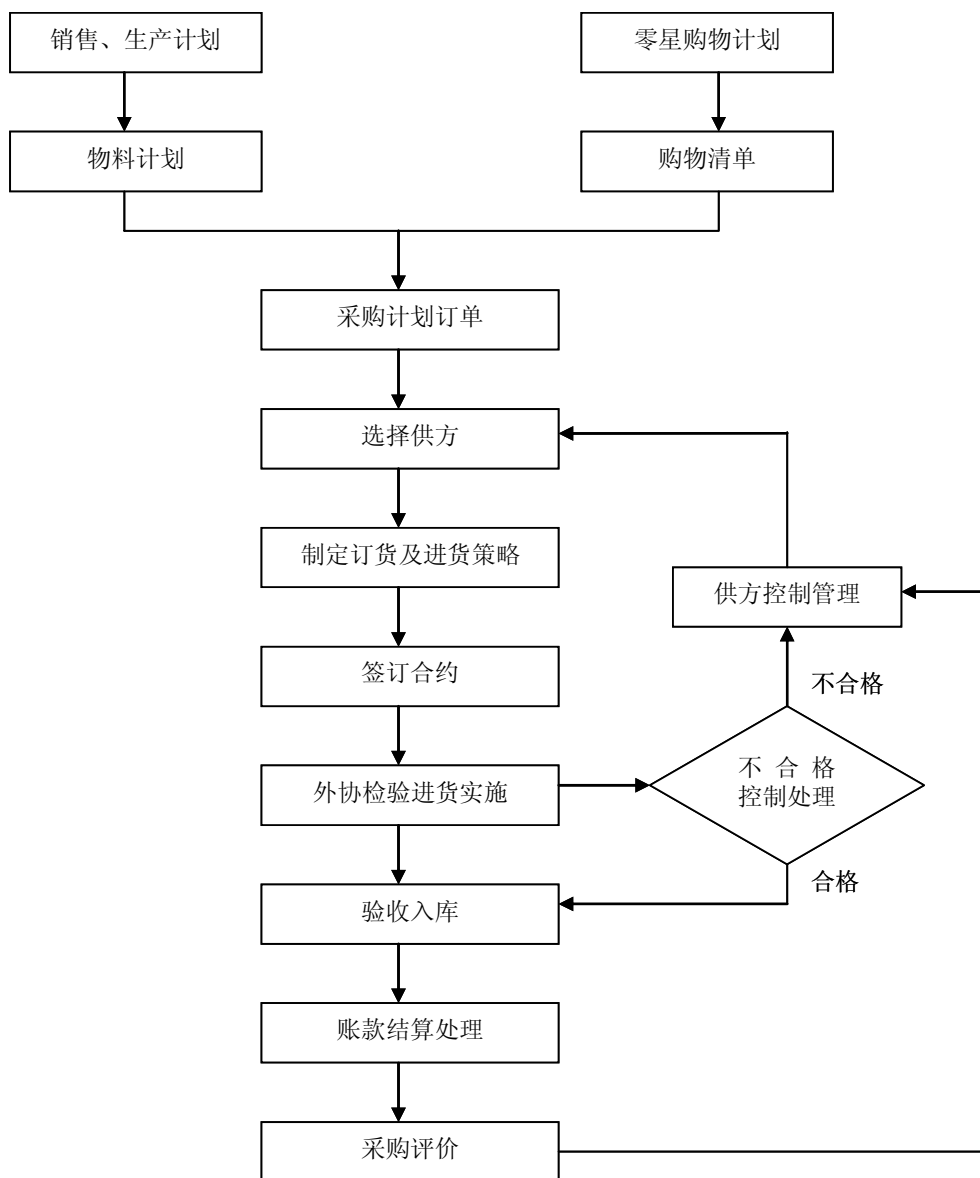 销售、生产计划
零星购物计划
物料计划
购物清单
采购计划订单
选择供方
制定订货及进货策略
供方控制管理
签订合约
不合格
外协检验进货实施
不 合 格
控制处理
合格
验收入库
账款结算处理
采购评价